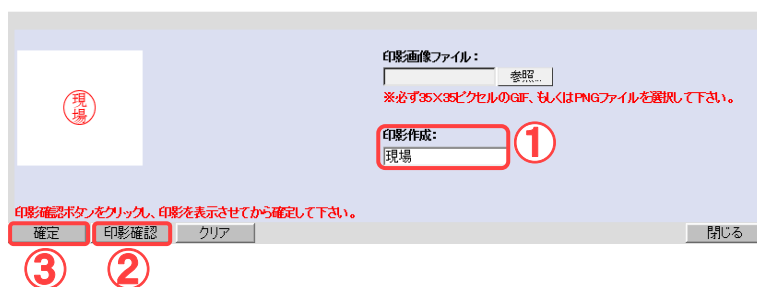 印影画像ファイル：
参照...
※必ず35×35ピクセルのGIF、もしくはPNGファイルを選択して下さい。
現場
印影作成：
現場
①
印影確認ボタンをクリックし、印影を表示させてから確定して下さい。
確定 印影確認 クリア 閉じる
③ ②